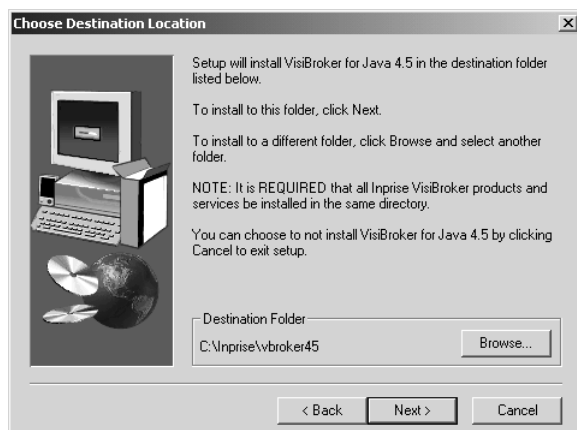 Choose Destination Location
Setup will install VisiBroker for Java 4.5 in the destination folder
listed below.
To install to this folder, click Next.
To install to a different folder, click Browse and select another
folder.
NOTE: It is REQUIRED that all Inprise VisiBroker products and
services be installed in the same directory.
You can choose to not install VisiBroker for Java 4.5 by clicking
Cancel to exit setup.
Destination Folder
C:\Inprise\vbroker45
Browse...
< Back
Next >
Cancel